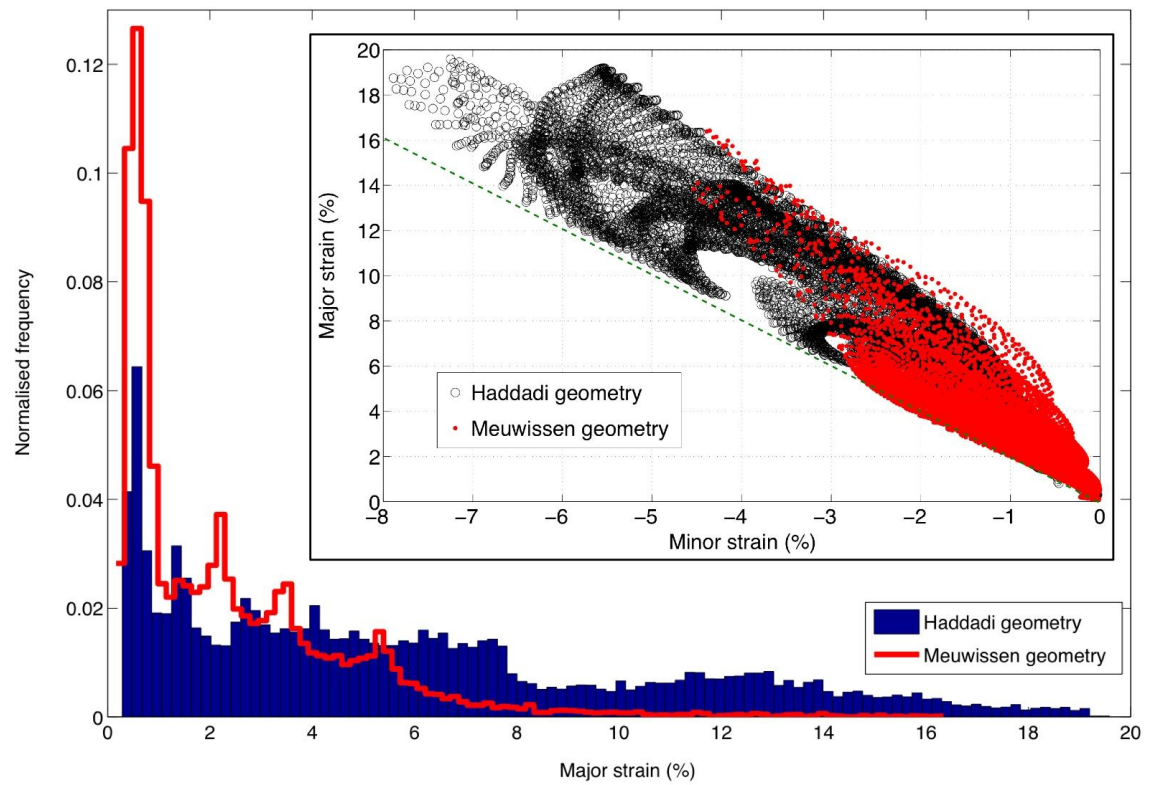 0.12
0.1
0.08
0.06
0.04
0.02
0
Normalised frequency
0 2 4 6 8 10 12 14 16 18 20
Major strain (%)
Haddadi geometry
Meuwissen geometry
20
18
16
14
12
10
8
6
4
2
0
Major strain (%)
−8 −7 −6 −5 −4 −3 −2 −1 0
Minor strain (%)
Haddadi geometry
Meuwissen geometry